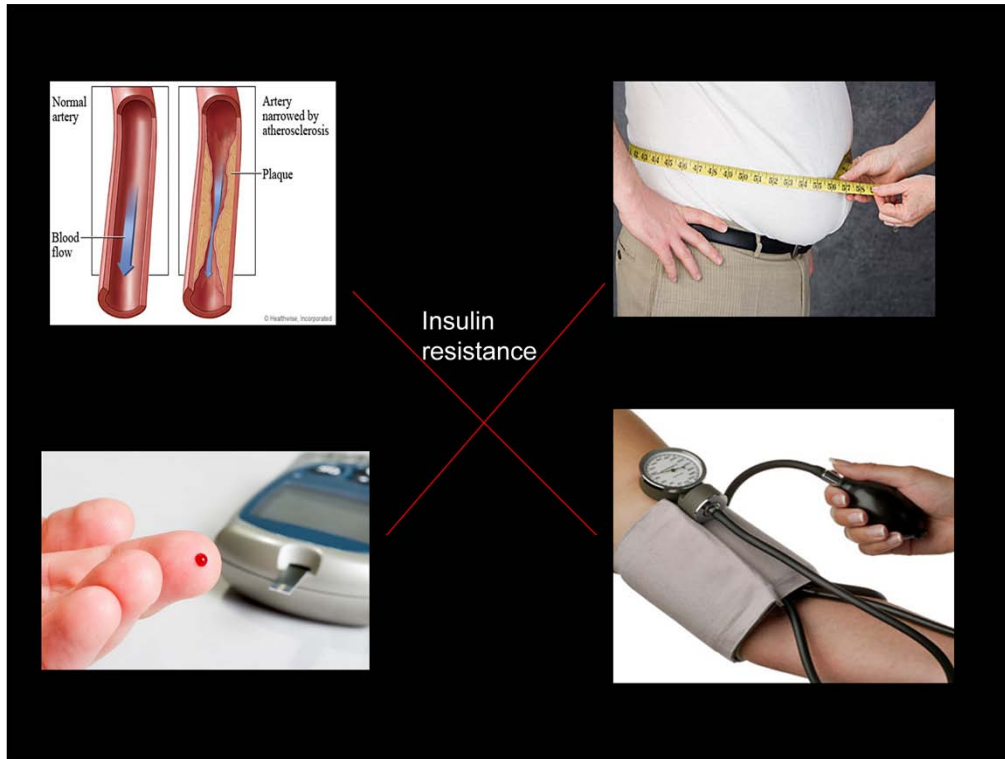 Normal
artery
Artery
narrowed by
atherosclerosis
Plaque
Blood
flow
© Healthwise, Incorporated
Insulin
resistance